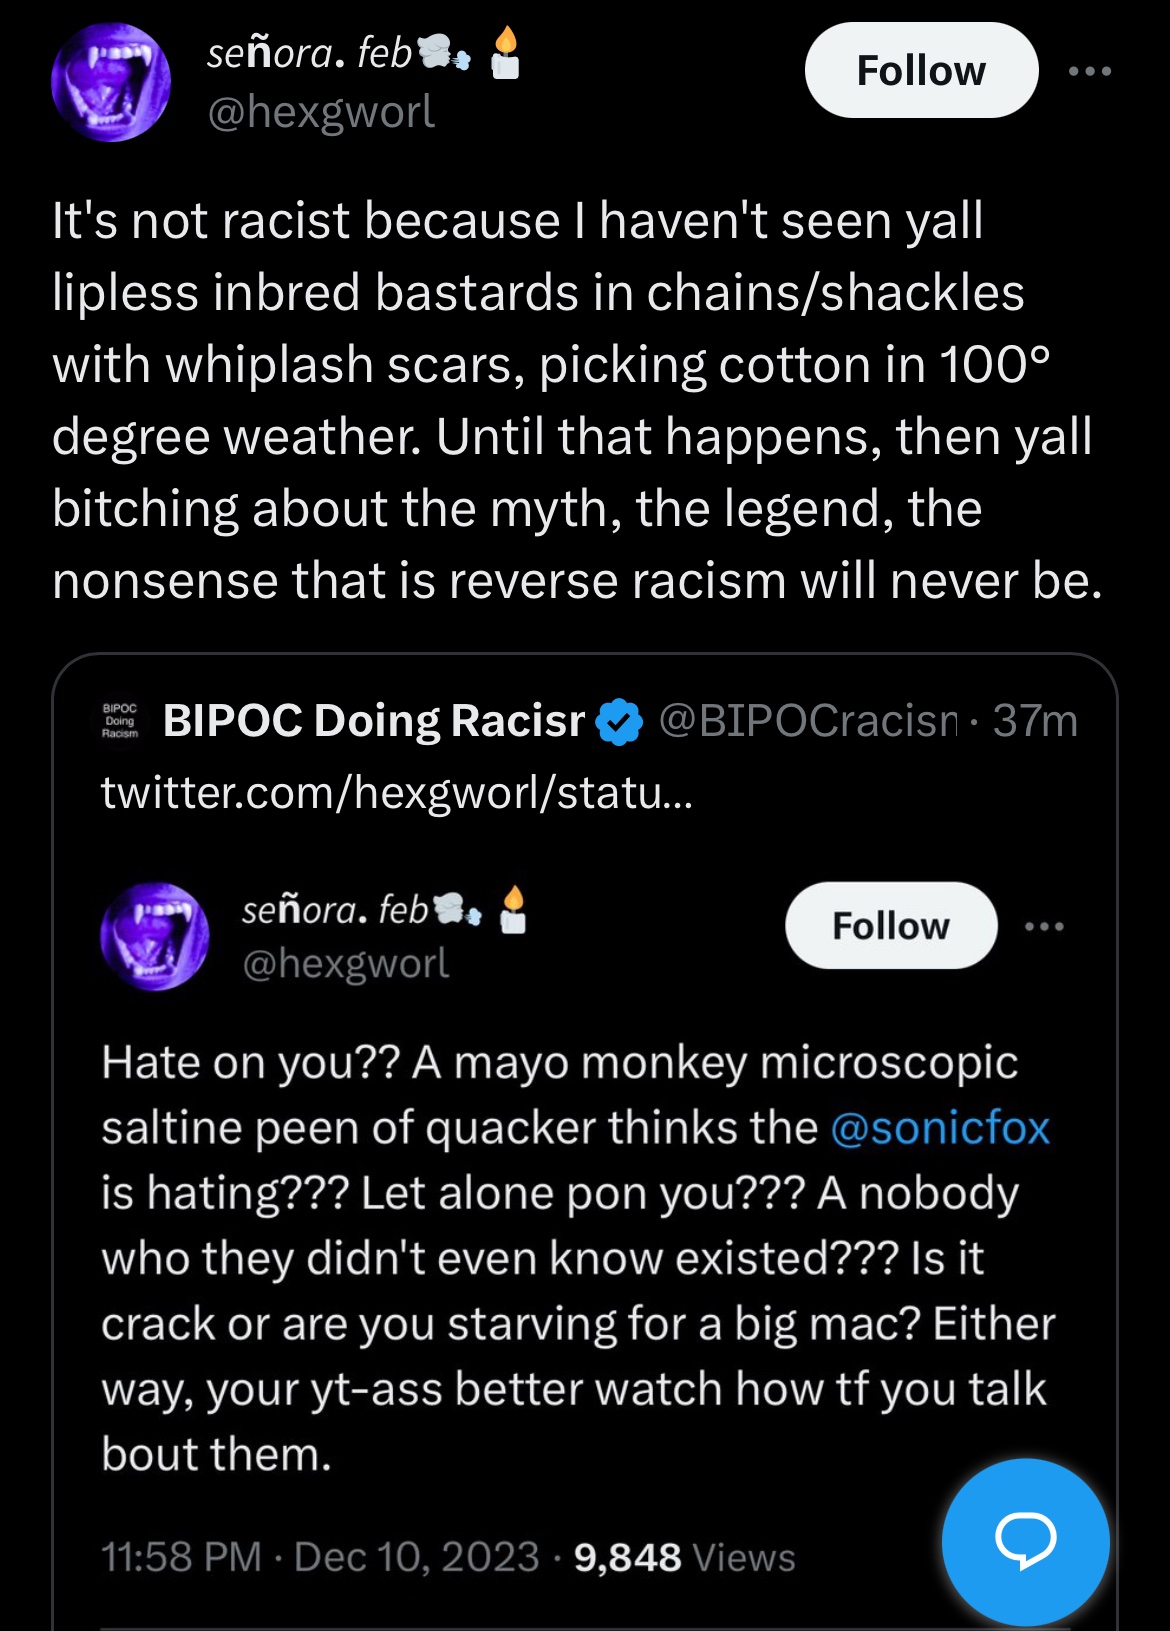 señora. feb
Follow
@hexgworl
It's not racist because I haven't seen yall
lipless inbred bastards in chains/shackles
with whiplash scars, picking cotton in 100°
degree weather. Until that happens, then yall
bitching about the myth, the legend, the
nonsense that is reverse racism will never be.
BIPOC
Doing
Racism
BIPOC Doing Racisr @BIPOCracisn · 37m
twitter.com/hexgworl/statu...
señora. feb
Follow
@hexgworl
Hate on you?? A mayo monkey microscopic
saltine peen of quacker thinks the @sonicfox
is hating??? Let alone pon you??? A nobody
who they didn't even know existed??? Is it
crack or are you starving for a big mac? Either
way, your yt-ass better watch how tf you talk
bout them.
11:58 PM · Dec 10, 2023 · 9,848 Views